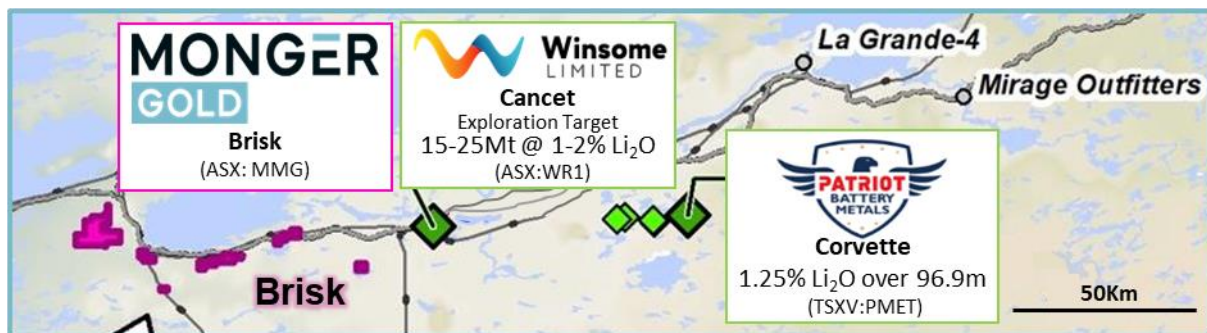 MONGER
GOLD
Brisk
(ASX: MMG)
Winsome
LIMITED
Cancet
Exploration Target
15-25Mt @ 1-2% Li₂O
(ASX:WR1)
La Grande-4
Mirage Outfitters
PATRIOT
BATTERY
METALS
Corvette
1.25% Li₂O over 96.9m
(TSXV:PMET)
Brisk
50Km